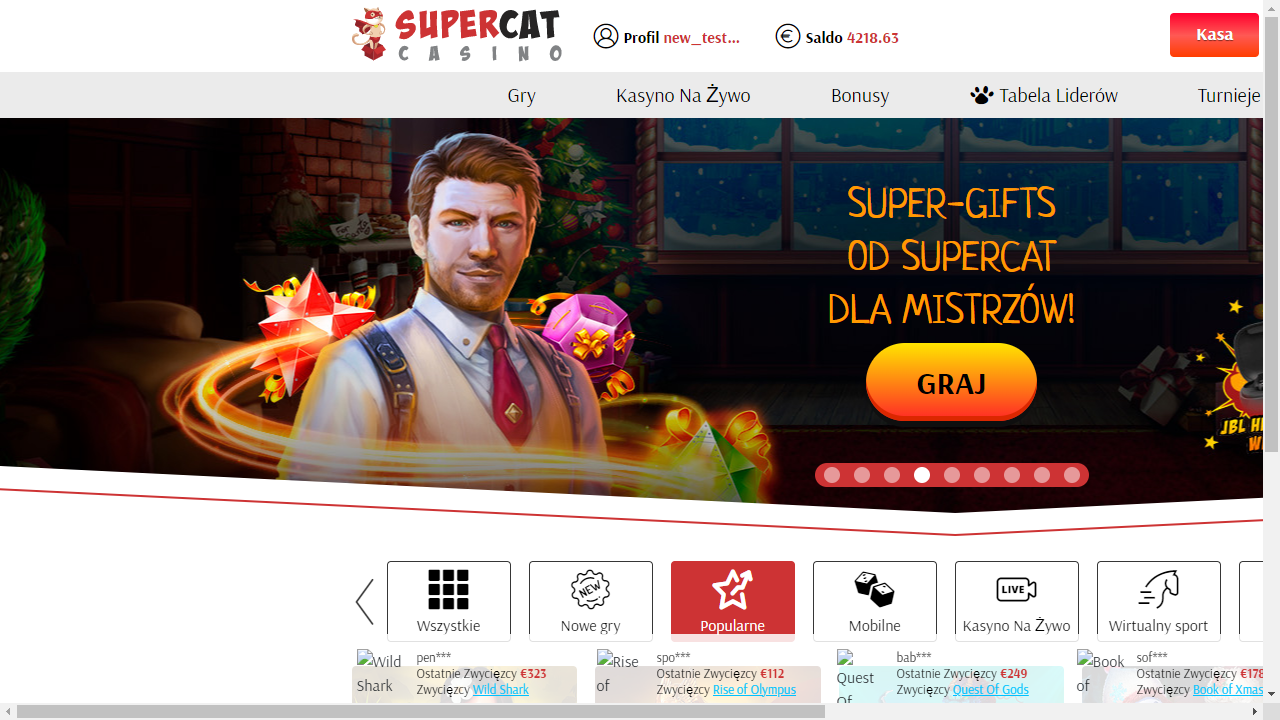 SUPERCAT
CASINO
Profil new_test...
Saldo 4218.63
Kasa
Gry
Kasyno Na Żywo
Bonusy
Tabela Liderów
Turnieje
SUPER-GIFTS
OD SUPERCAT
DLA MISTRZÓW!
GRAJ
Wszystkie
NEW
Nowe gry
Popularne
Mobilne
LIVE
Kasyno Na Żywo
Wirtualny sport
Wild
Shark
pen***
Ostatnie Zwycięzcy €323
Zwycięzcy Wild Shark
Rise
of
spo***
Ostatnie Zwycięzcy €112
Zwycięzcy Rise of Olympus
Quest
Of
bab***
Ostatnie Zwycięzcy €249
Zwycięzcy Quest Of Gods
Book
of
sof***
Ostatnie Zwycięzcy €178
Zwycięzcy Book of Xmas